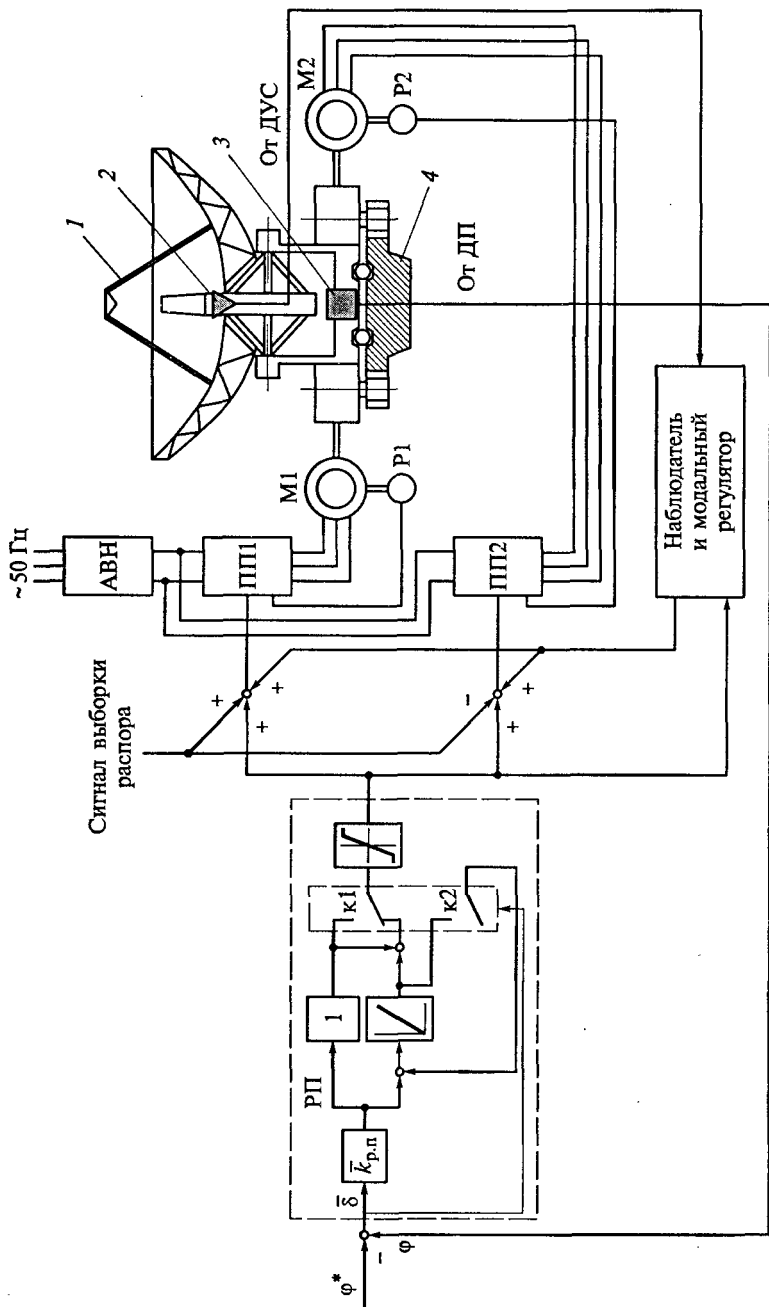 ~50 Гц
АВН
ПП1
ПП2
М1
Р1
М2
Р2
1
2
3
4
От ДУС
От ДП
Сигнал выборки
распора
+
+
+
−
+
+
Наблюдатель
и модальный
регулятор
РП
1
к1
к2
k̅р.п
δ̅
φ*
−
φ